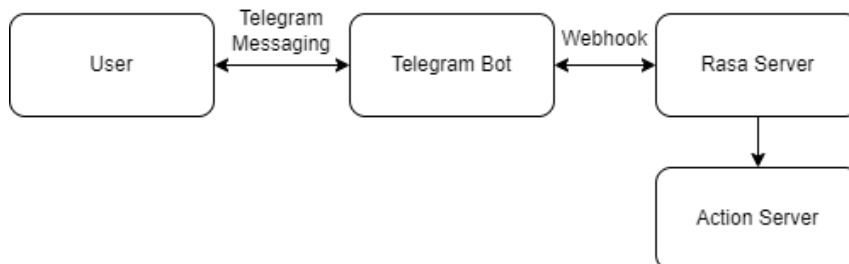 Telegram
Messaging
Webhook
User
Telegram Bot
Rasa Server
Action Server